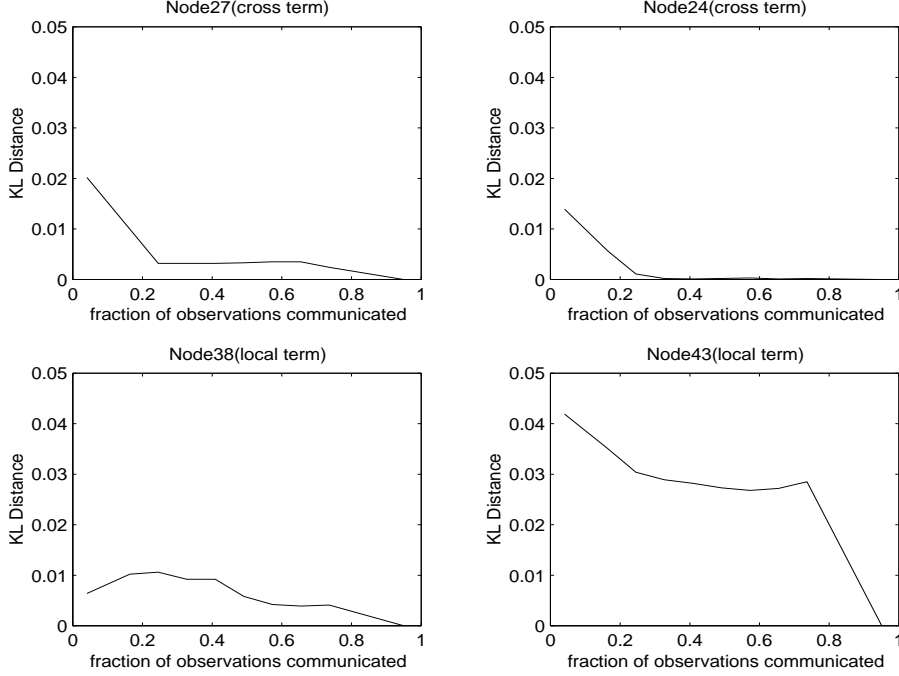 Node27(cross term)
0.05
0.04
0.03
0.02
0.01
0
KL Distance
0 0.2 0.4 0.6 0.8 1
fraction of observations communicated
Node24(cross term)
0.05
0.04
0.03
0.02
0.01
0
KL Distance
0 0.2 0.4 0.6 0.8 1
fraction of observations communicated
Node38(local term)
0.05
0.04
0.03
0.02
0.01
0
KL Distance
0 0.2 0.4 0.6 0.8 1
fraction of observations communicated
Node43(local term)
0.05
0.04
0.03
0.02
0.01
0
KL Distance
0 0.2 0.4 0.6 0.8 1
fraction of observations communicated